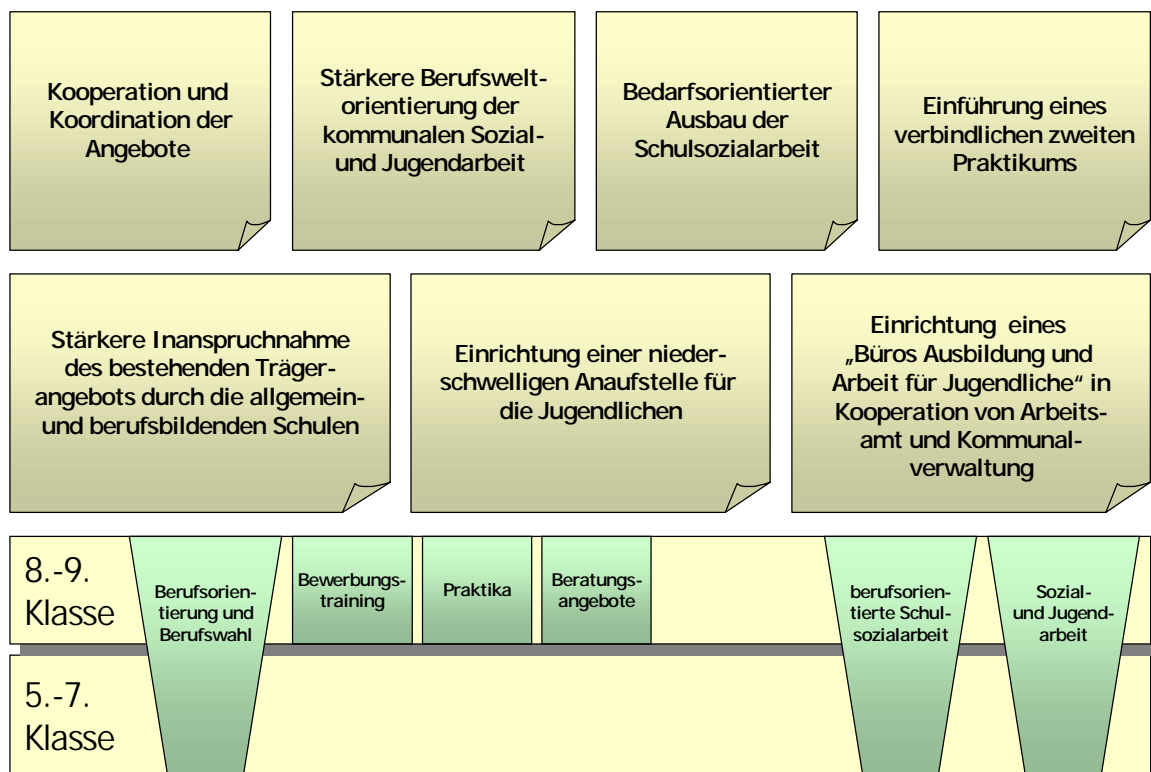 Kooperation und
Koordination der
Angebote
Stärkere Berufswelt-
orientierung der
kommunalen Sozial-
und Jugendarbeit
Bedarfsorientierter
Ausbau der
Schulsozialarbeit
Einführung eines
verbindlichen zweiten
Praktikums
Stärkere Inanspruchnahme
des bestehenden Träger-
angebots durch die allgemein-
und berufsbildenden Schulen
Einrichtung einer nieder-
schwelligen Anaufstelle für
die Jugendlichen
Einrichtung eines
„Büros Ausbildung und
Arbeit für Jugendliche“ in
Kooperation von Arbeits-
amt und Kommunal-
verwaltung
8.-9.
Klasse
Berufsorien-
tierung und
Berufswahl
Bewerbungs-
training
Praktika
Beratungs-
angebote
berufsorien-
tierte Schul-
sozialarbeit
Sozial-
und Jugend-
arbeit
5.-7.
Klasse